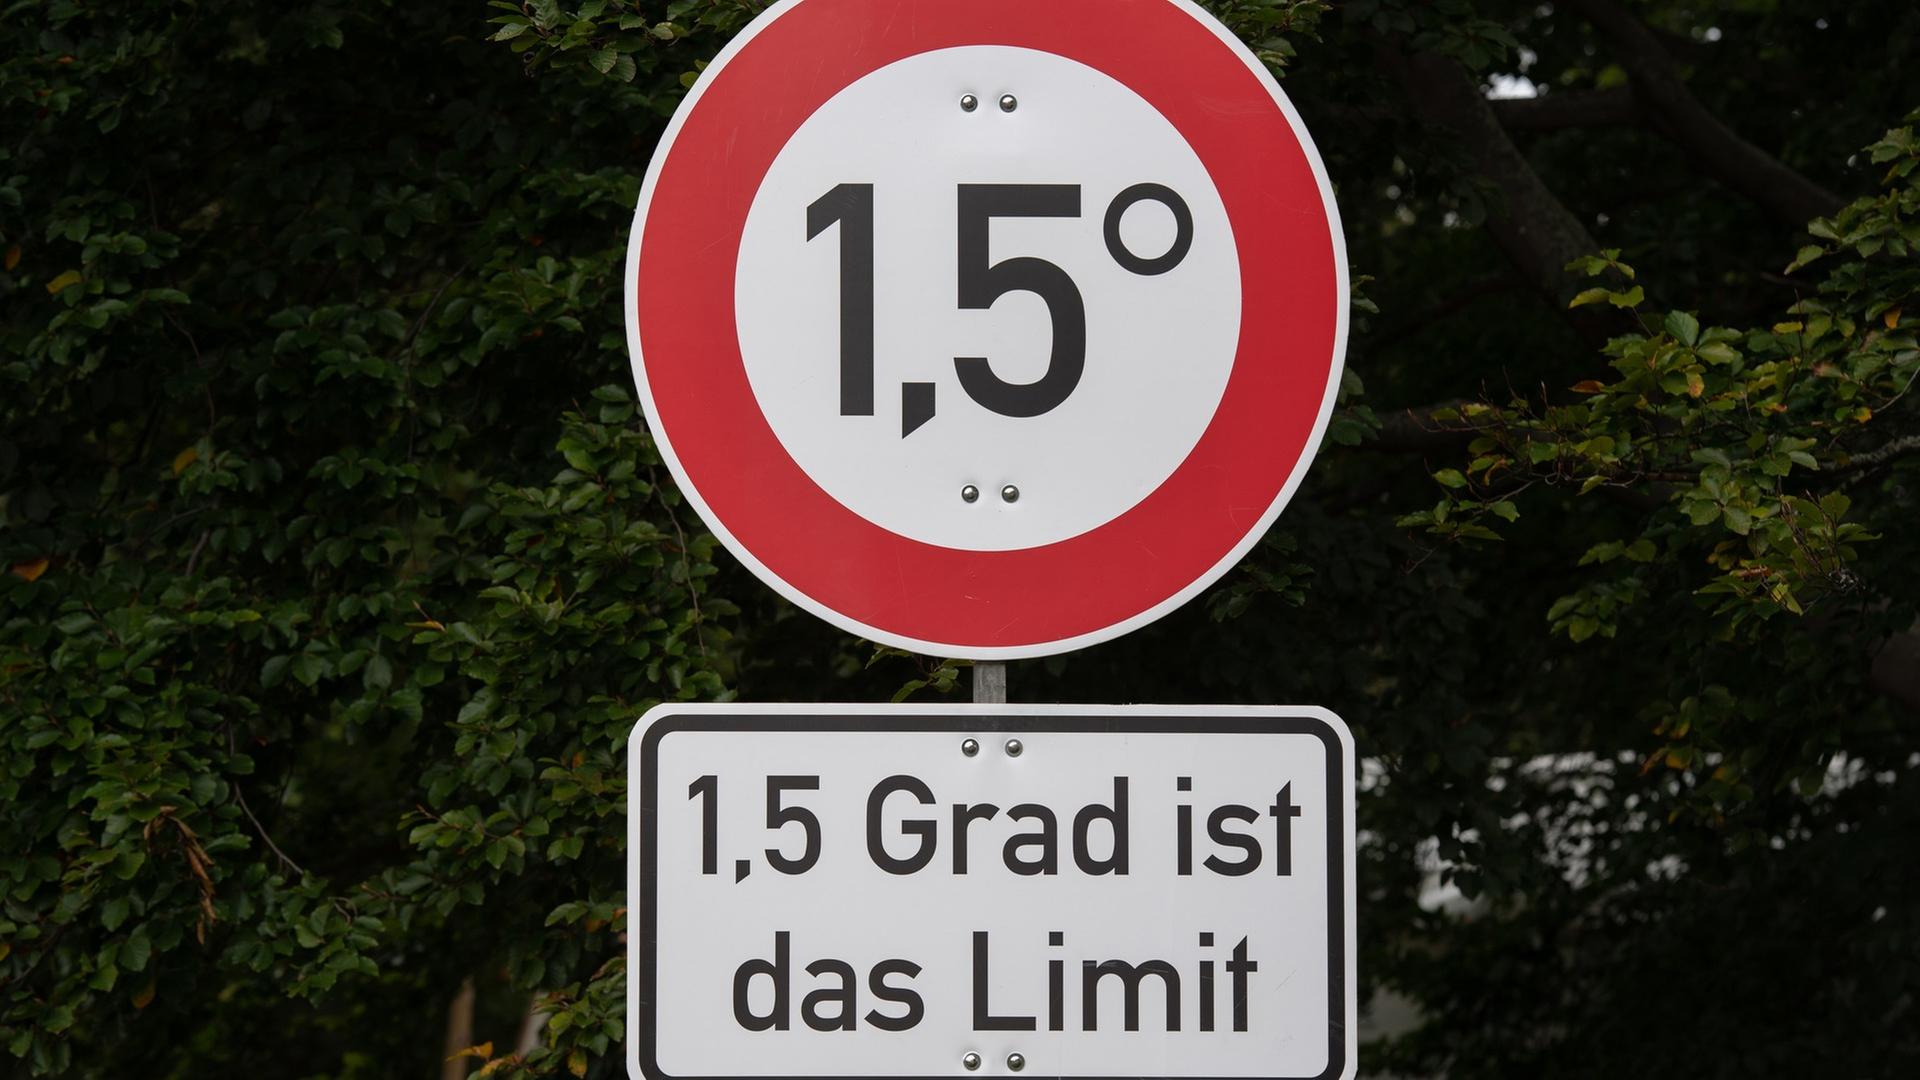 1,5°
1,5 Grad ist
das Limit